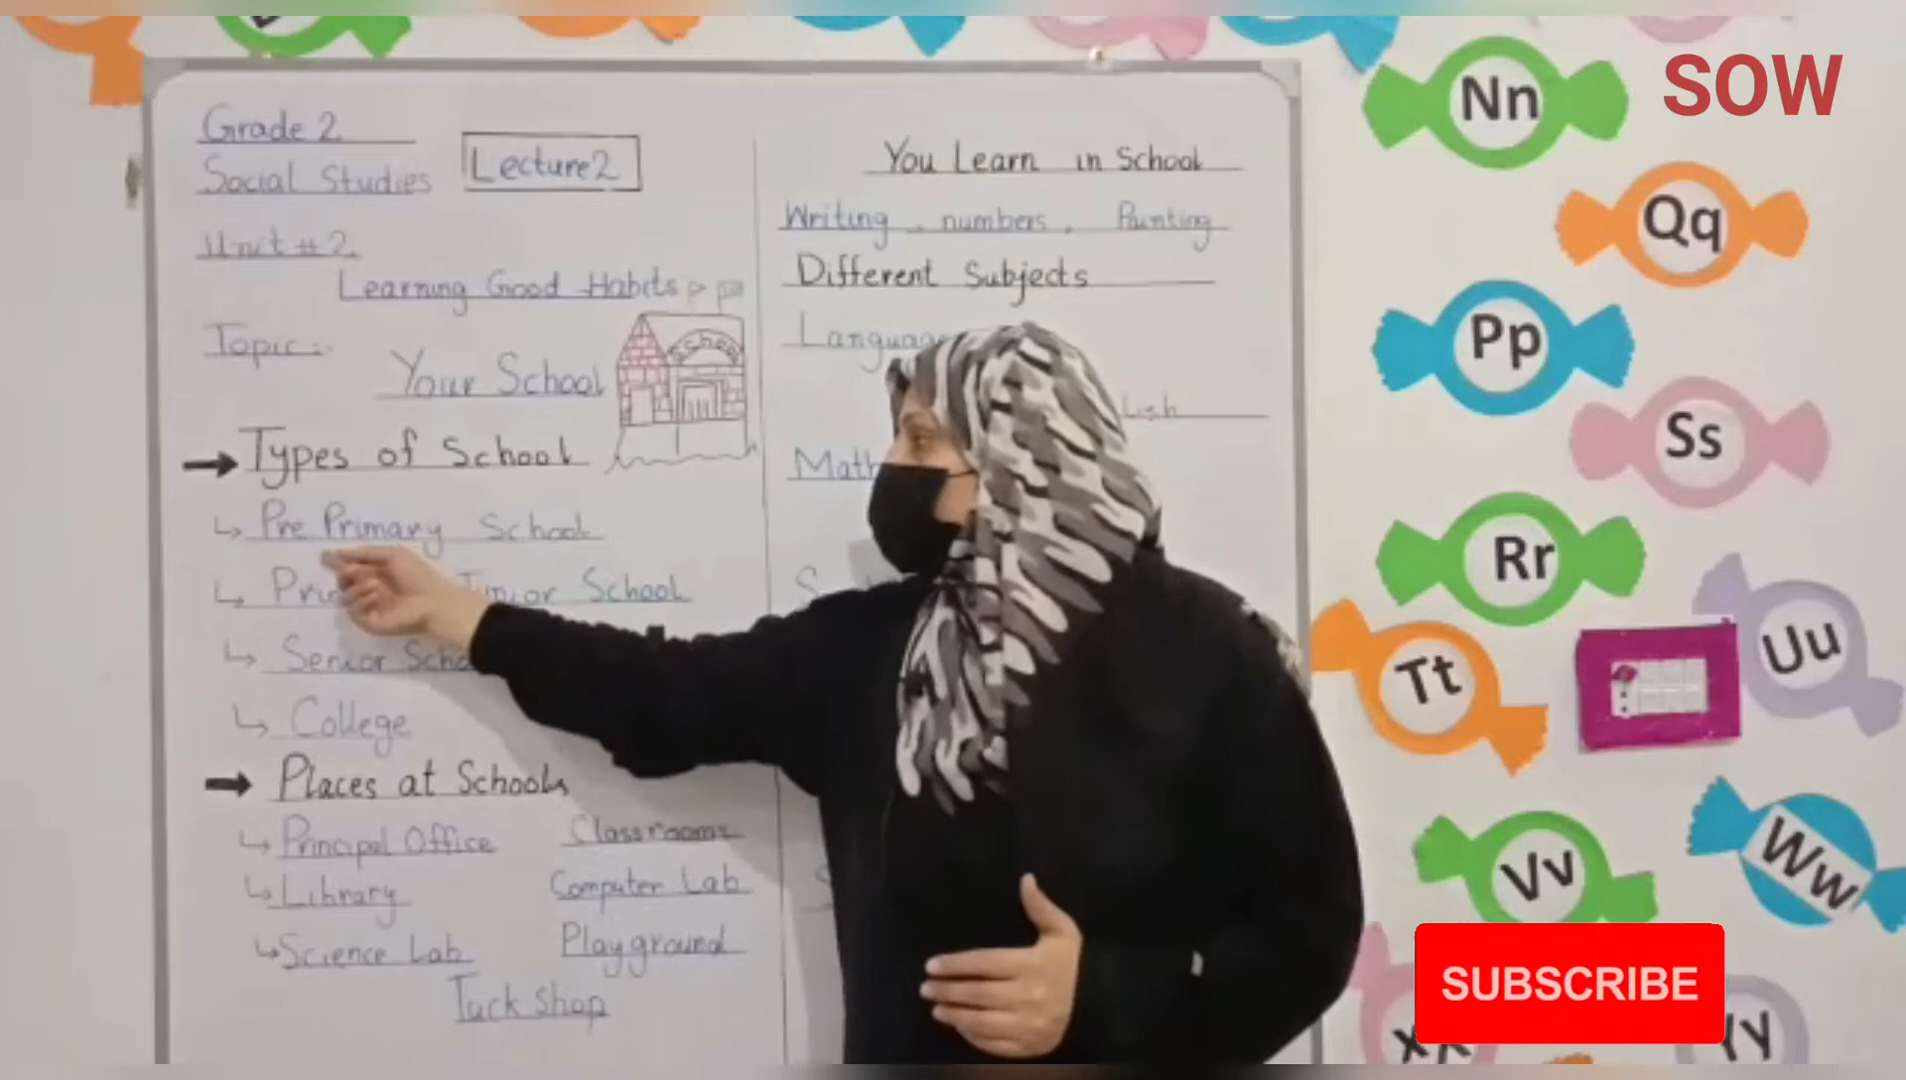 Grade 2
Social Studies
Lecture 2
Unit # 2
Learning Good Habits
Topic:
Your School
School
Types of School
Pre Primary School
Junior School
Senior
College
Places at Schools
Principal Office
Classrooms
Library
Computer Lab
Science Lab
Playground
Tuck shop
You Learn in School
Writing, numbers, Painting
Different Subjects
Nn
SOW
Qq
Pp
Ss
Rr
Tt
Uu
Vv
Ww
SUBSCRIBE